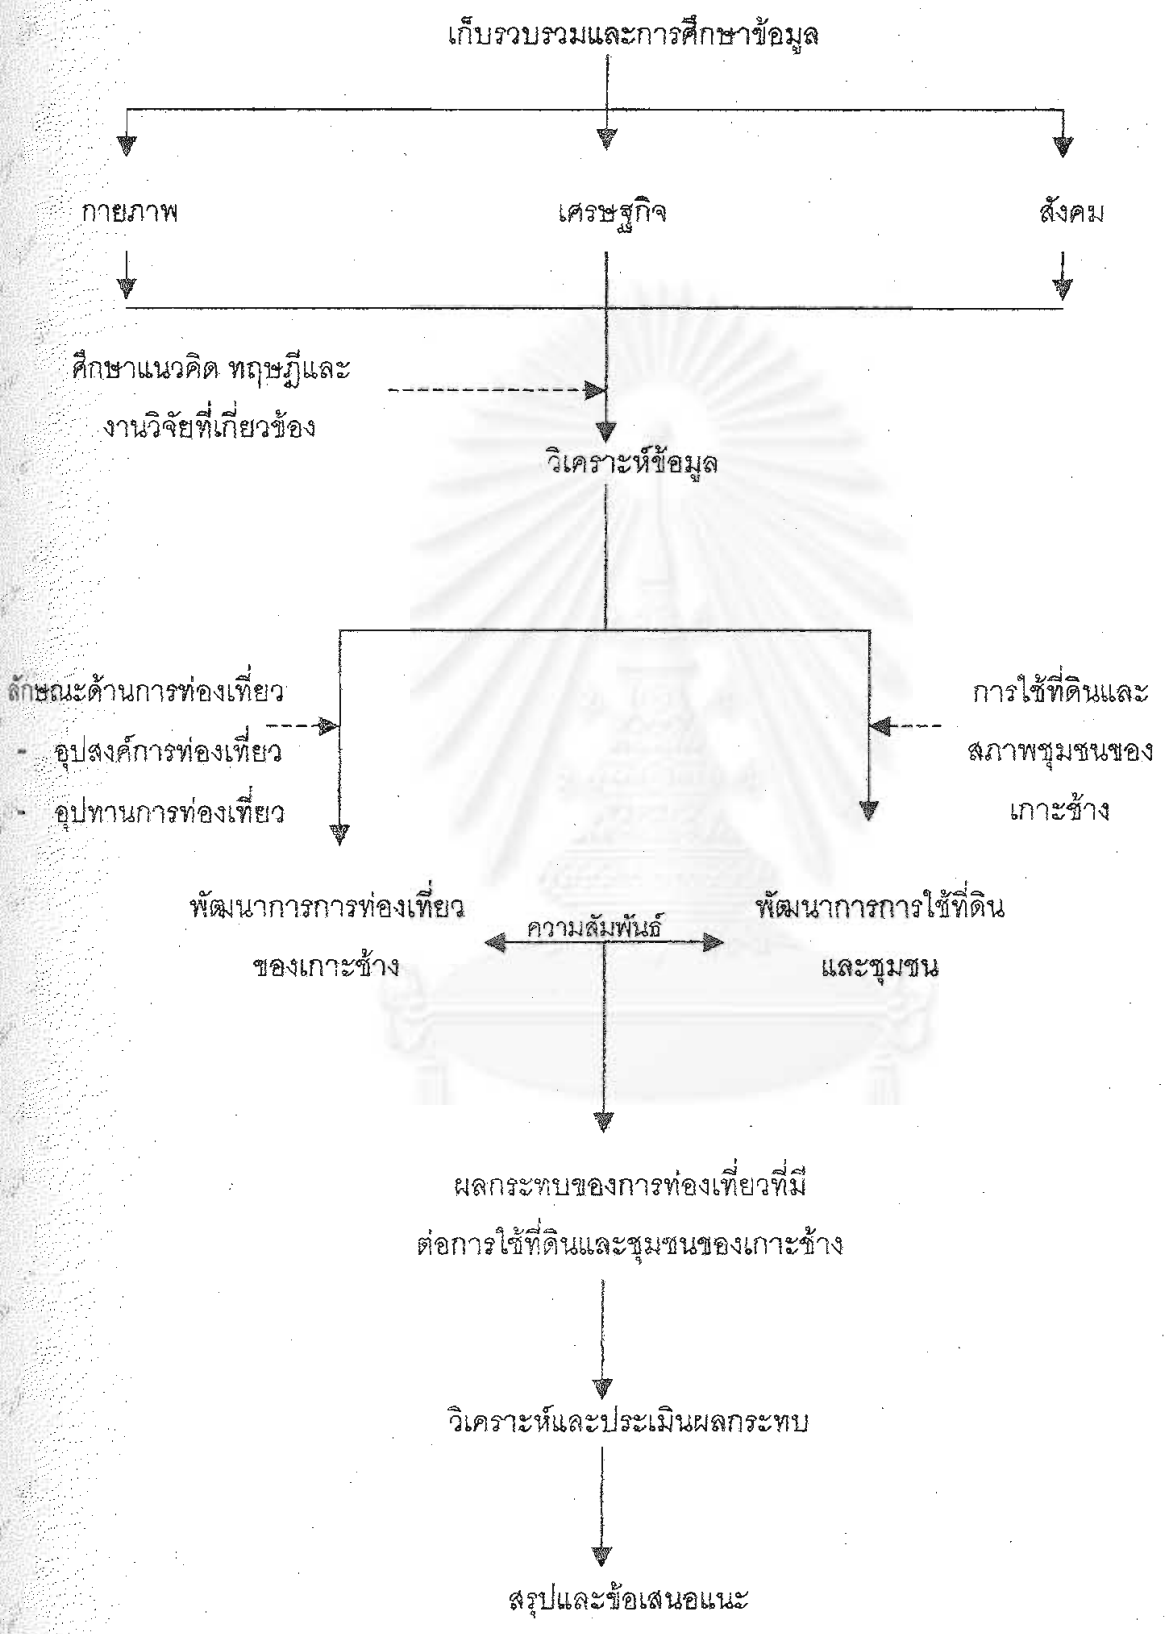 เก็บรวบรวมและการศึกษาข้อมูล
กายภาพ
เศรษฐกิจ
สังคม
ศึกษาแนวคิด ทฤษฎีและ
งานวิจัยที่เกี่ยวข้อง
วิเคราะห์ข้อมูล
ลักษณะด้านการท่องเที่ยว
- อุปสงค์การท่องเที่ยว
- อุปทานการท่องเที่ยว
การใช้ที่ดินและ
สภาพชุมชนของ
เกาะช้าง
พัฒนาการการท่องเที่ยว
ของเกาะช้าง
ความสัมพันธ์
พัฒนาการการใช้ที่ดิน
และชุมชน
ผลกระทบของการท่องเที่ยวที่มี
ต่อการใช้ที่ดินและชุมชนของเกาะช้าง
วิเคราะห์และประเมินผลกระทบ
สรุปและข้อเสนอแนะ